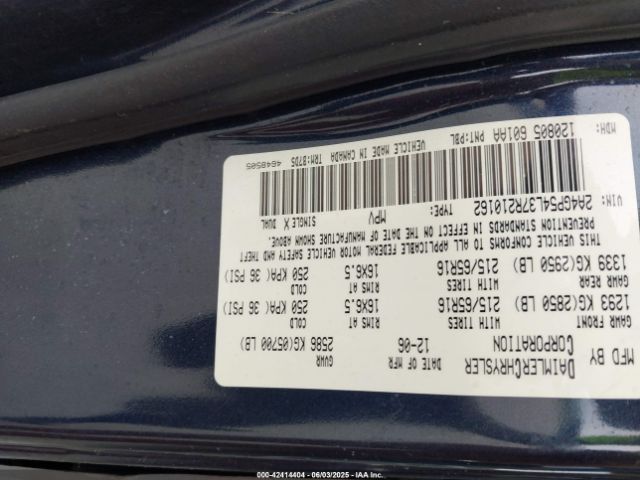 MFD BY DAIMLERCHRYSLER CORPORATION
DATE OF MFR 12-06
GVWR 2586 KG(05700 LB)
GAWR FRONT 1293 KG(2850 LB)
WITH TIRES 215/65R16
RIMS AT 16X6.5
COLD 250 KPA( 36 PSI)
GAWR REAR 1339 KG(2950 LB)
WITH TIRES 215/65R16
RIMS AT 16X6.5
COLD 250 KPA( 36 PSI)
THIS VEHICLE CONFORMS TO ALL APPLICABLE FEDERAL MOTOR VEHICLE SAFETY AND THEFT
PREVENTION STANDARDS IN EFFECT ON THE DATE OF MANUFACTURE SHOWN ABOVE.
VIN: 2A4GP54L37R210162 TYPE: MPV SINGLE X DUAL
MDH: 120805 601AA PNT:PBL VEHICLE MADE IN CANADA TRM:B7D5 4648505
000-42414404 - 06/03/2025 - IAAI Copyright